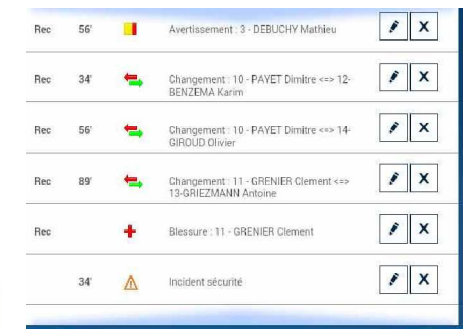 Rec 56' Avertissement : 3 - DEBUCHY Mathieu X
Rec 34' Changement : 10 - PAYET Dimitre <=> 12-
BENZEMA Karim X
Rec 56' Changement : 10 - PAYET Dimitre <=> 14-
GIROUD Olivier X
Rec 89' Changement : 11 - GRENIER Clement <=>
13-GRIEZMANN Antoine X
Rec Blessure : 11 - GRENIER Clement X
34' Incident sécurité X